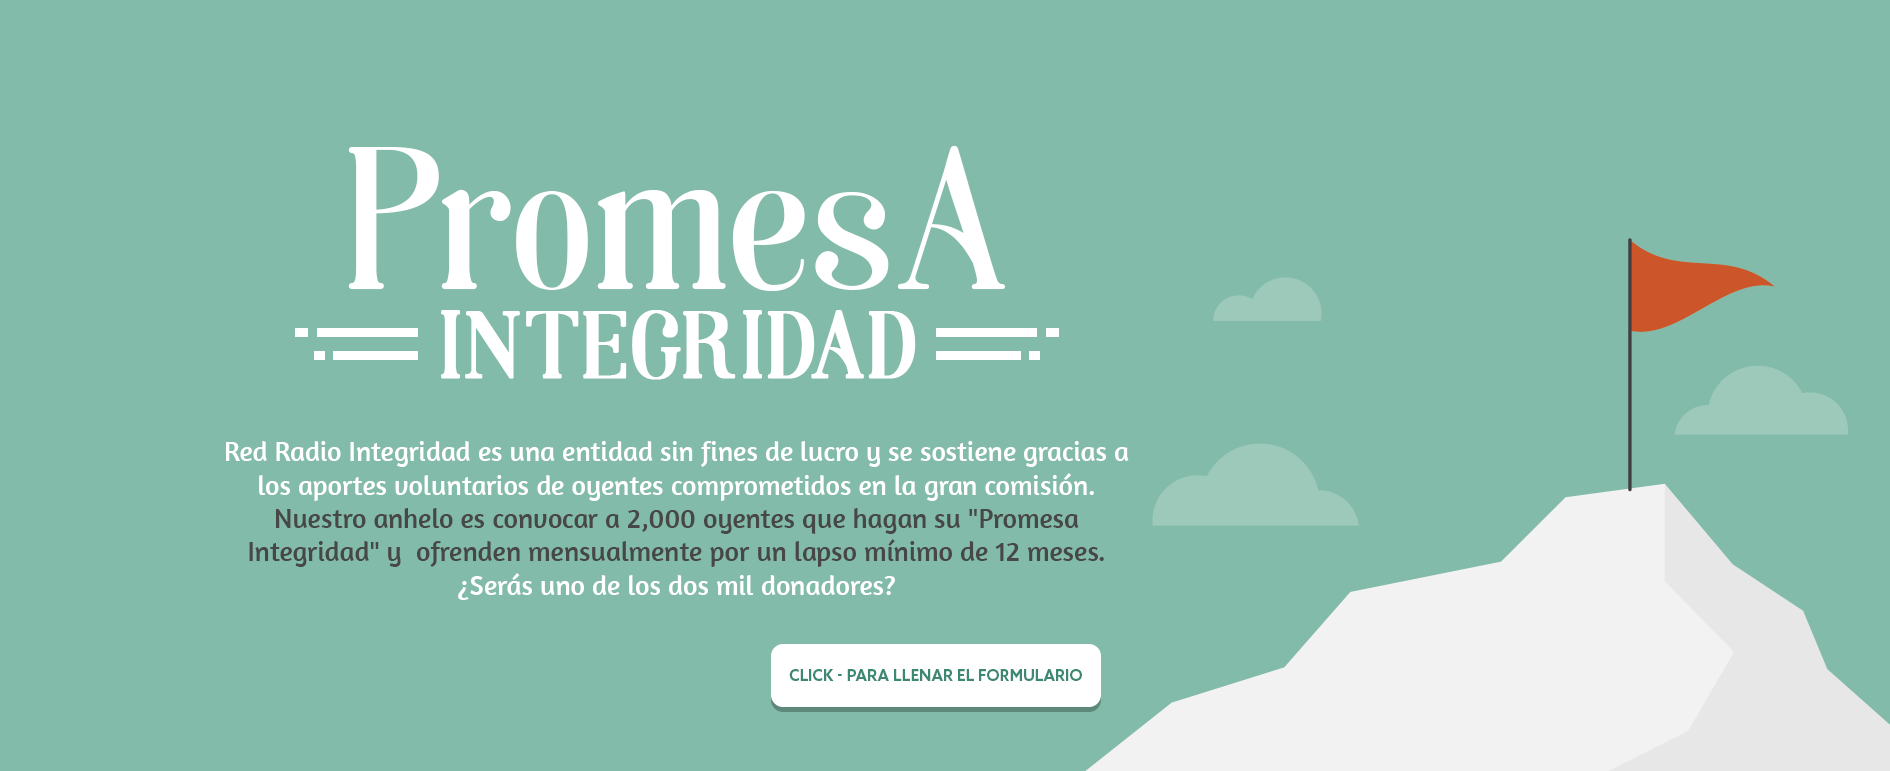 PromesA
INTEGRIDAD
Red Radio Integridad es una entidad sin fines de lucro y se sostiene gracias a
los aportes voluntarios de oyentes comprometidos en la gran comisión.
Nuestro anhelo es convocar a 2,000 oyentes que hagan su "Promesa
Integridad" y  ofrenden mensualmente por un lapso mínimo de 12 meses.
¿Serás uno de los dos mil donadores?
CLICK - PARA LLENAR EL FORMULARIO